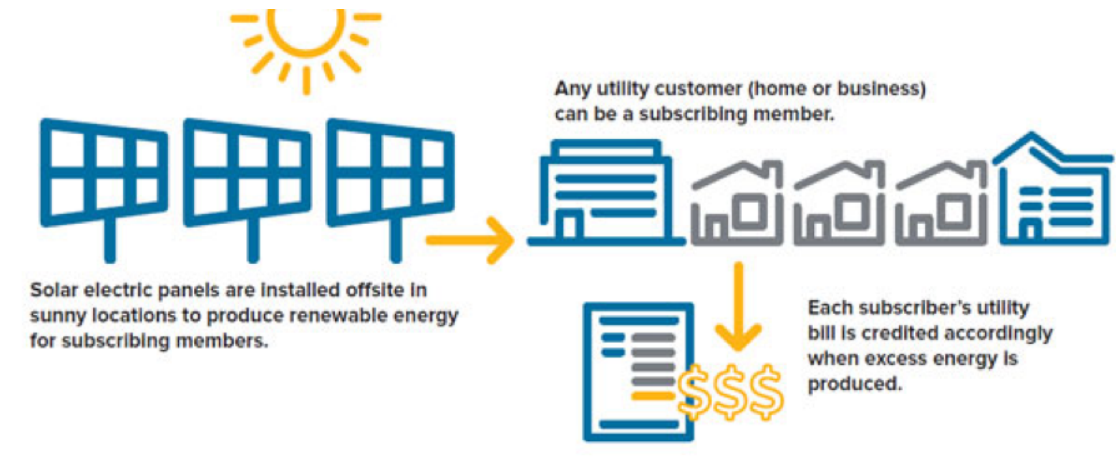 Any utility customer (home or business)
can be a subscribing member.
Solar electric panels are installed offsite in
sunny locations to produce renewable energy
for subscribing members.
Each subscriber's utility
bill is credited accordingly
when excess energy is
produced.
$$$